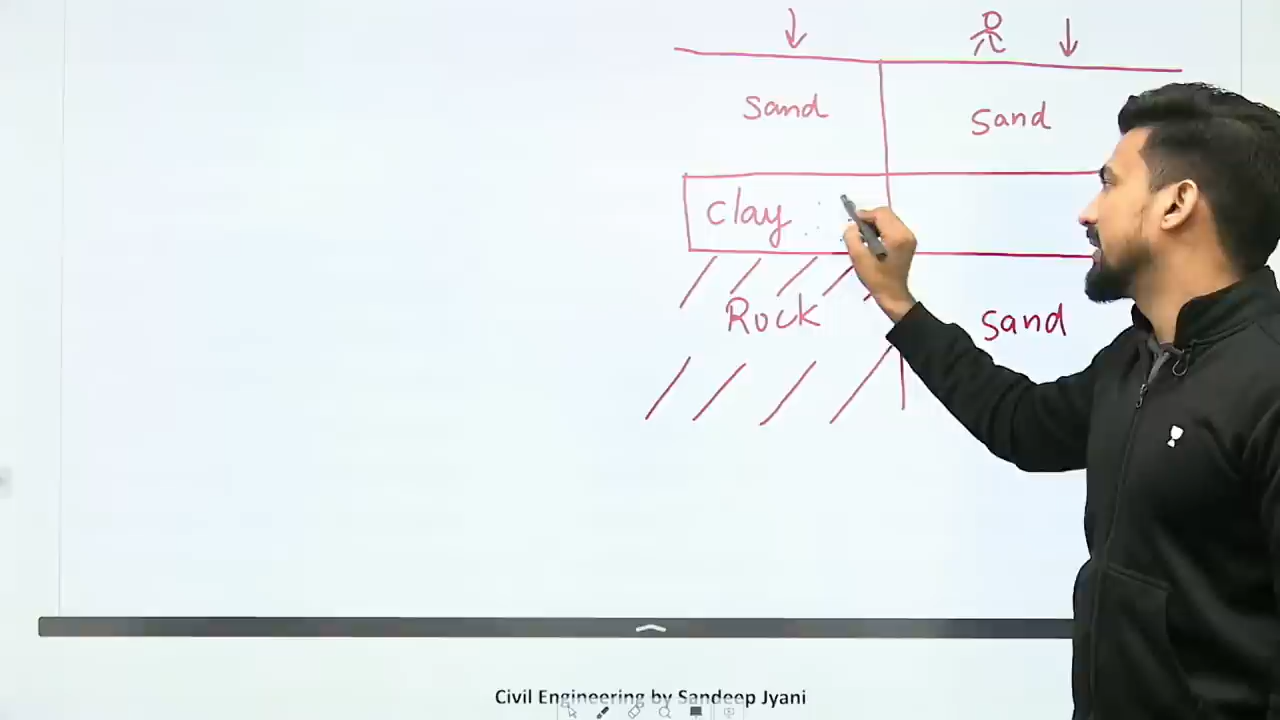 Sand
Sand
Clay
Rock
Sand
Civil Engineering by Sandeep Jyani